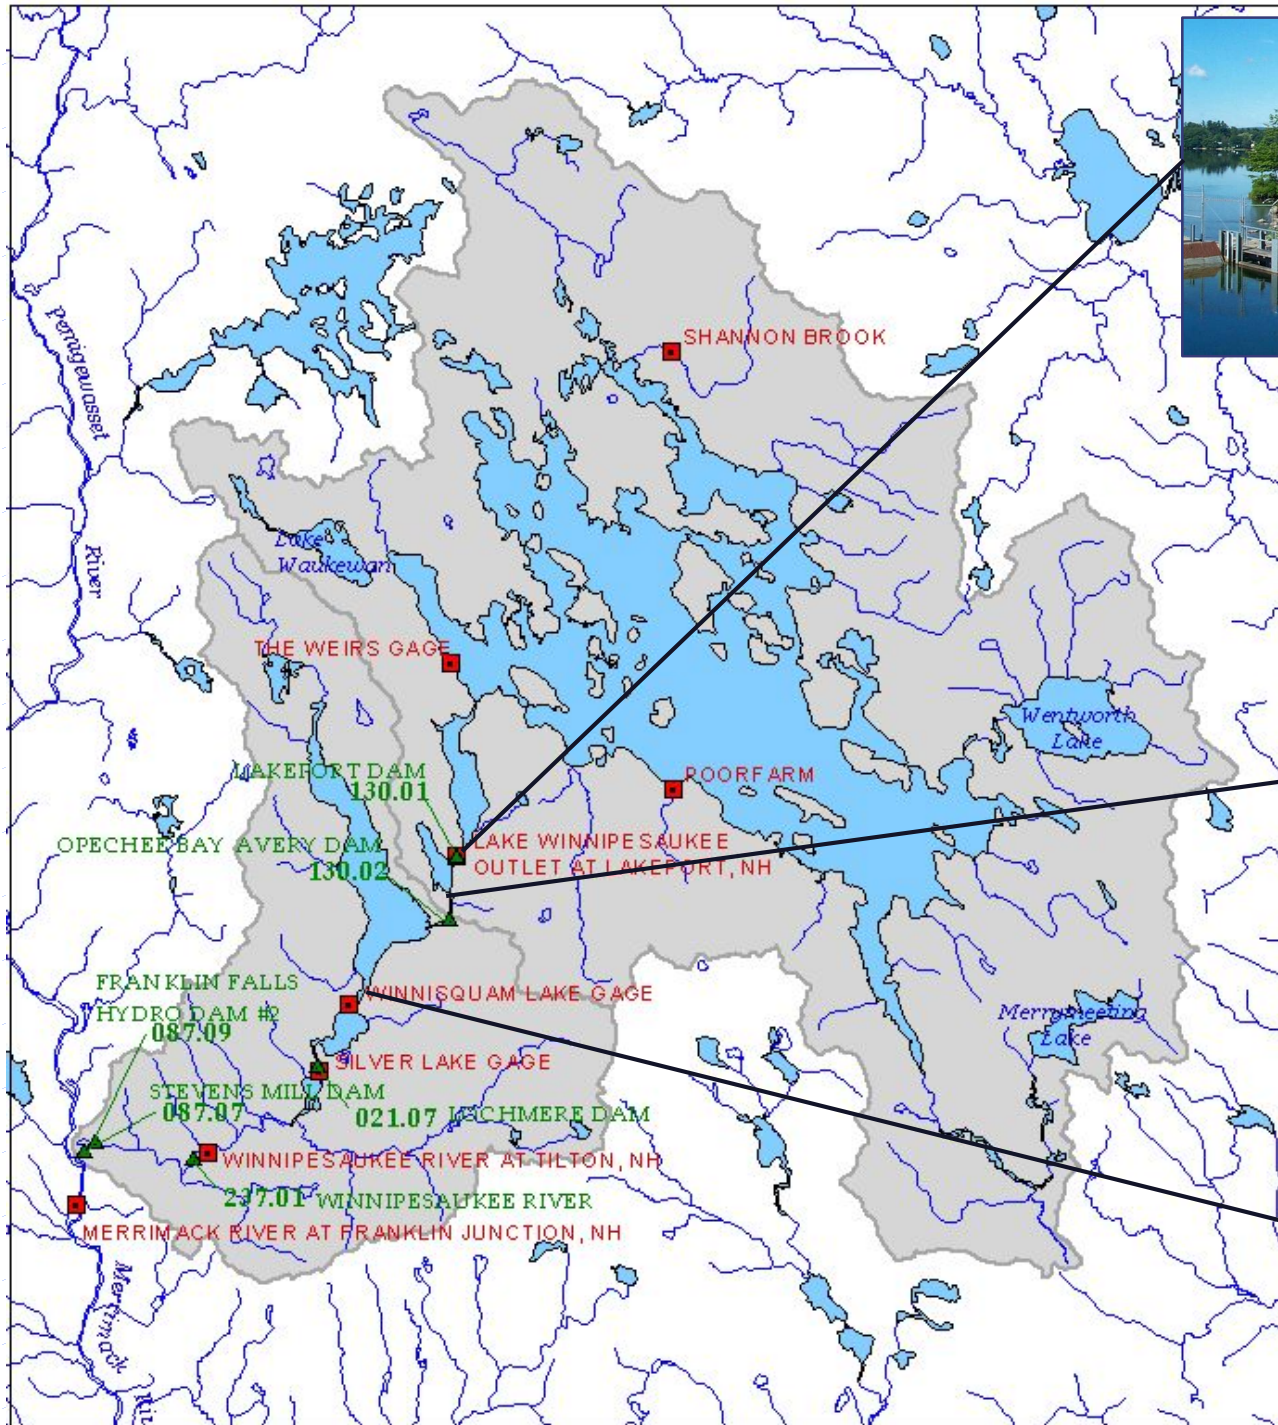 SHANNON BROOK
Pemigewasset
River
Lake
Waukewan
THE WEIRS GAGE
Wentworth
Lake
LAKEPORT DAM
130.01
POORFARM
OPECHEE BAY AVERY DAM
130.02
LAKE WINNIPESAUKEE
OUTLET AT LAKEPORT, NH
FRANKLIN FALLS
HYDRO DAM #2
087.09
WINNISQUAM LAKE GAGE
Merrymeeting
Lake
SILVER LAKE GAGE
STEVENS MILL DAM
087.07
021.07 LOCHMERE DAM
WINNIPESAUKEE RIVER AT TILTON, NH
237.01 WINNIPESAUKEE RIVER
MERRIMACK RIVER AT FRANKLIN JUNCTION, NH
Merrimack